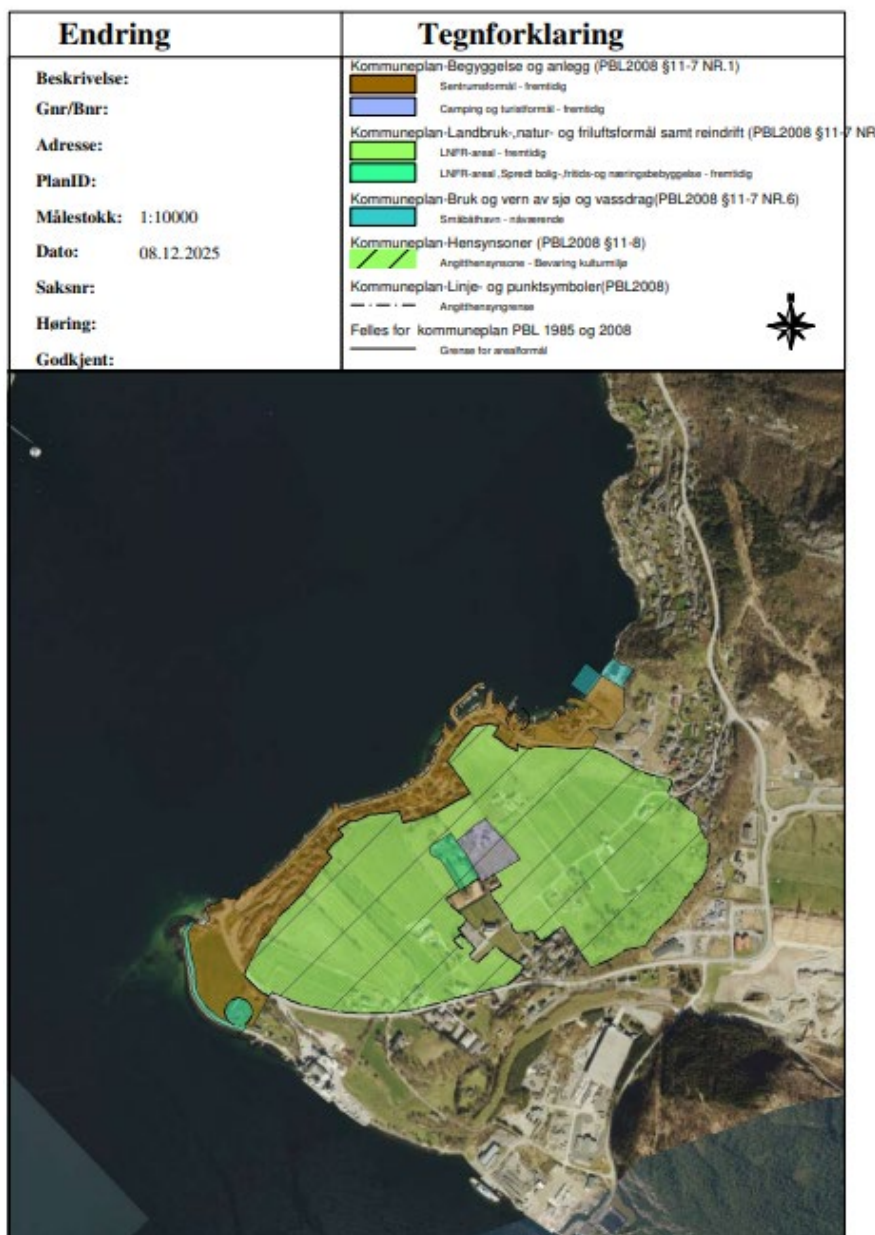 Endring
Beskrivelse:
Gnr/Bnr:
Adresse:
PlanID:
Målestokk: 1:10000
Dato: 08.12.2025
Saksnr:
Høring:
Godkjent:
Tegnforklaring
Kommuneplan-Begyggelse og anlegg (PBL2008 §11-7 NR.1)
Sentrumsformål - fremtidig
Camping og turistformål - fremtidig
Kommuneplan-Landbruk-,natur- og friluftsformål samt reindrift (PBL2008 §11-7 NR
LNFR-areal - fremtidig
LNFR-areal ,Spredt bolig-,fritids-og næringsbebyggelse - fremtidig
Kommuneplan-Bruk og vern av sjø og vassdrag(PBL2008 §11-7 NR.6)
Småbåthavn - nåværende
Kommuneplan-Hensynsoner (PBL2008 §11-8)
Angitthensynsone - Bevaring kulturmiljø
Kommuneplan-Linje- og punktsymboler(PBL2008)
Angitthensyngrense
Felles for kommuneplan PBL 1985 og 2008
Grense for arealformål
N